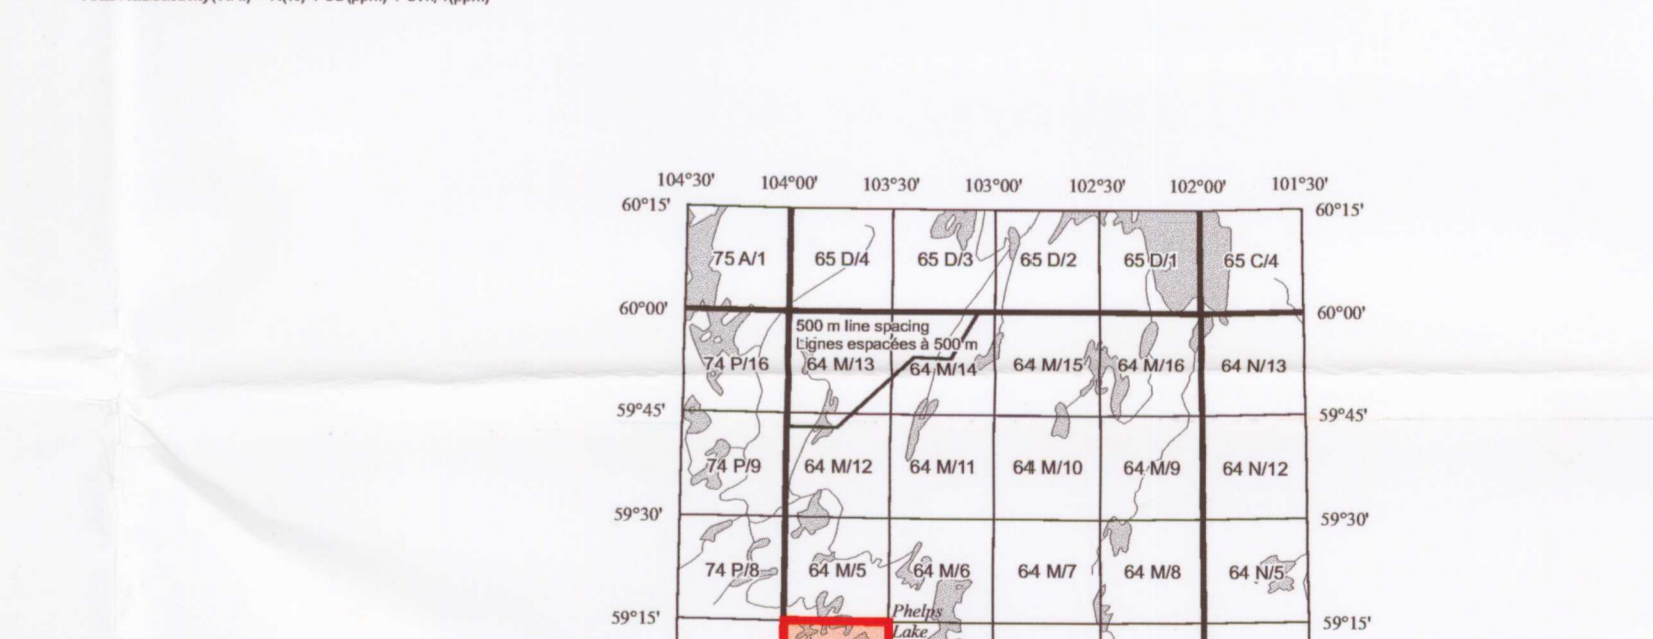 104°30' 104°00' 103°30' 103°00' 102°30' 102°00' 101°30'
60°15' 60°15'
75 A/1 65 D/4 65 D/3 65 D/2 65 D/1 65 C/4
60°00' 60°00'
500 m line spacing
Lignes espacées à 500 m
74 P/16 64 M/13 64 M/14 64 M/15 64 M/16 64 N/13
59°45' 59°45'
74 P/9 64 M/12 64 M/11 64 M/10 64 M/9 64 N/12
59°30' 59°30'
74 P/8 64 M/5 64 M/6 64 M/7 64 M/8 64 N/5
Phelps
59°15' 59°15'
Lake